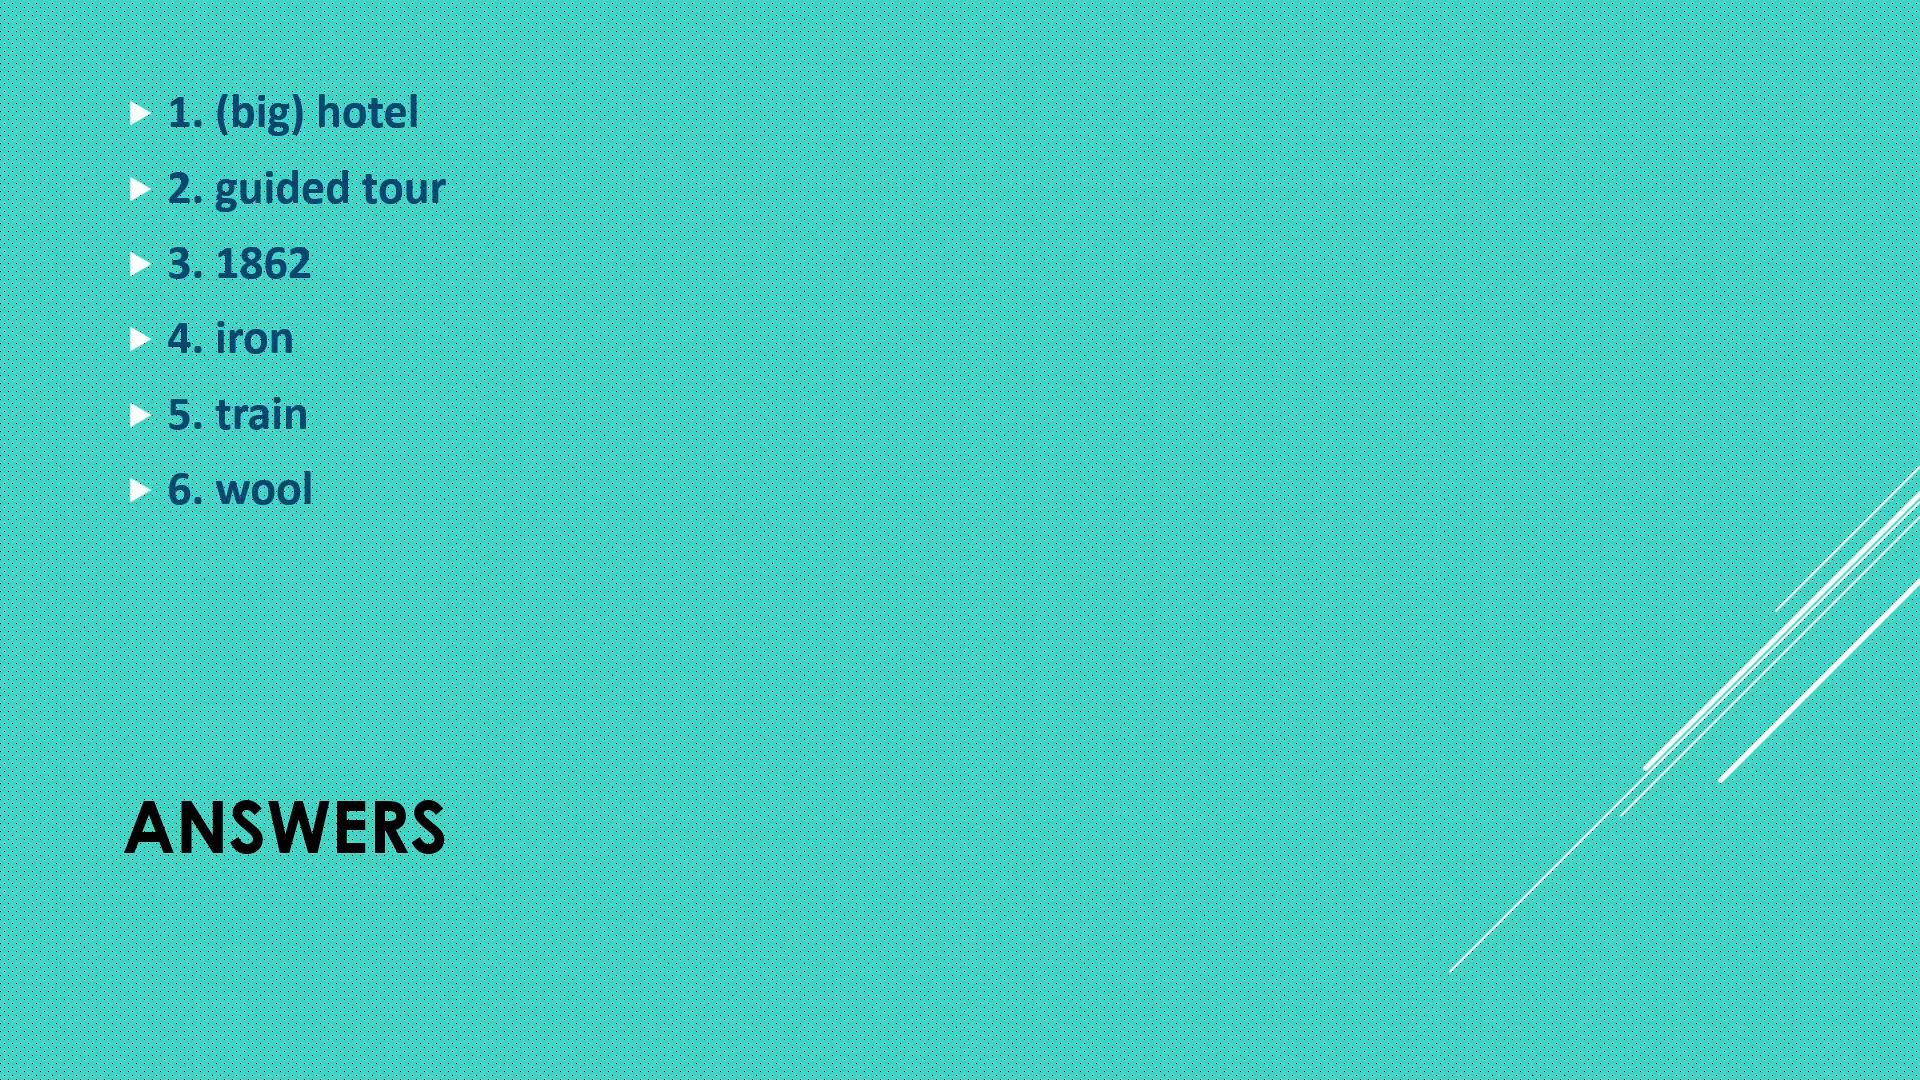 1. (big) hotel
2. guided tour
3. 1862
4. iron
5. train
6. wool
ANSWERS